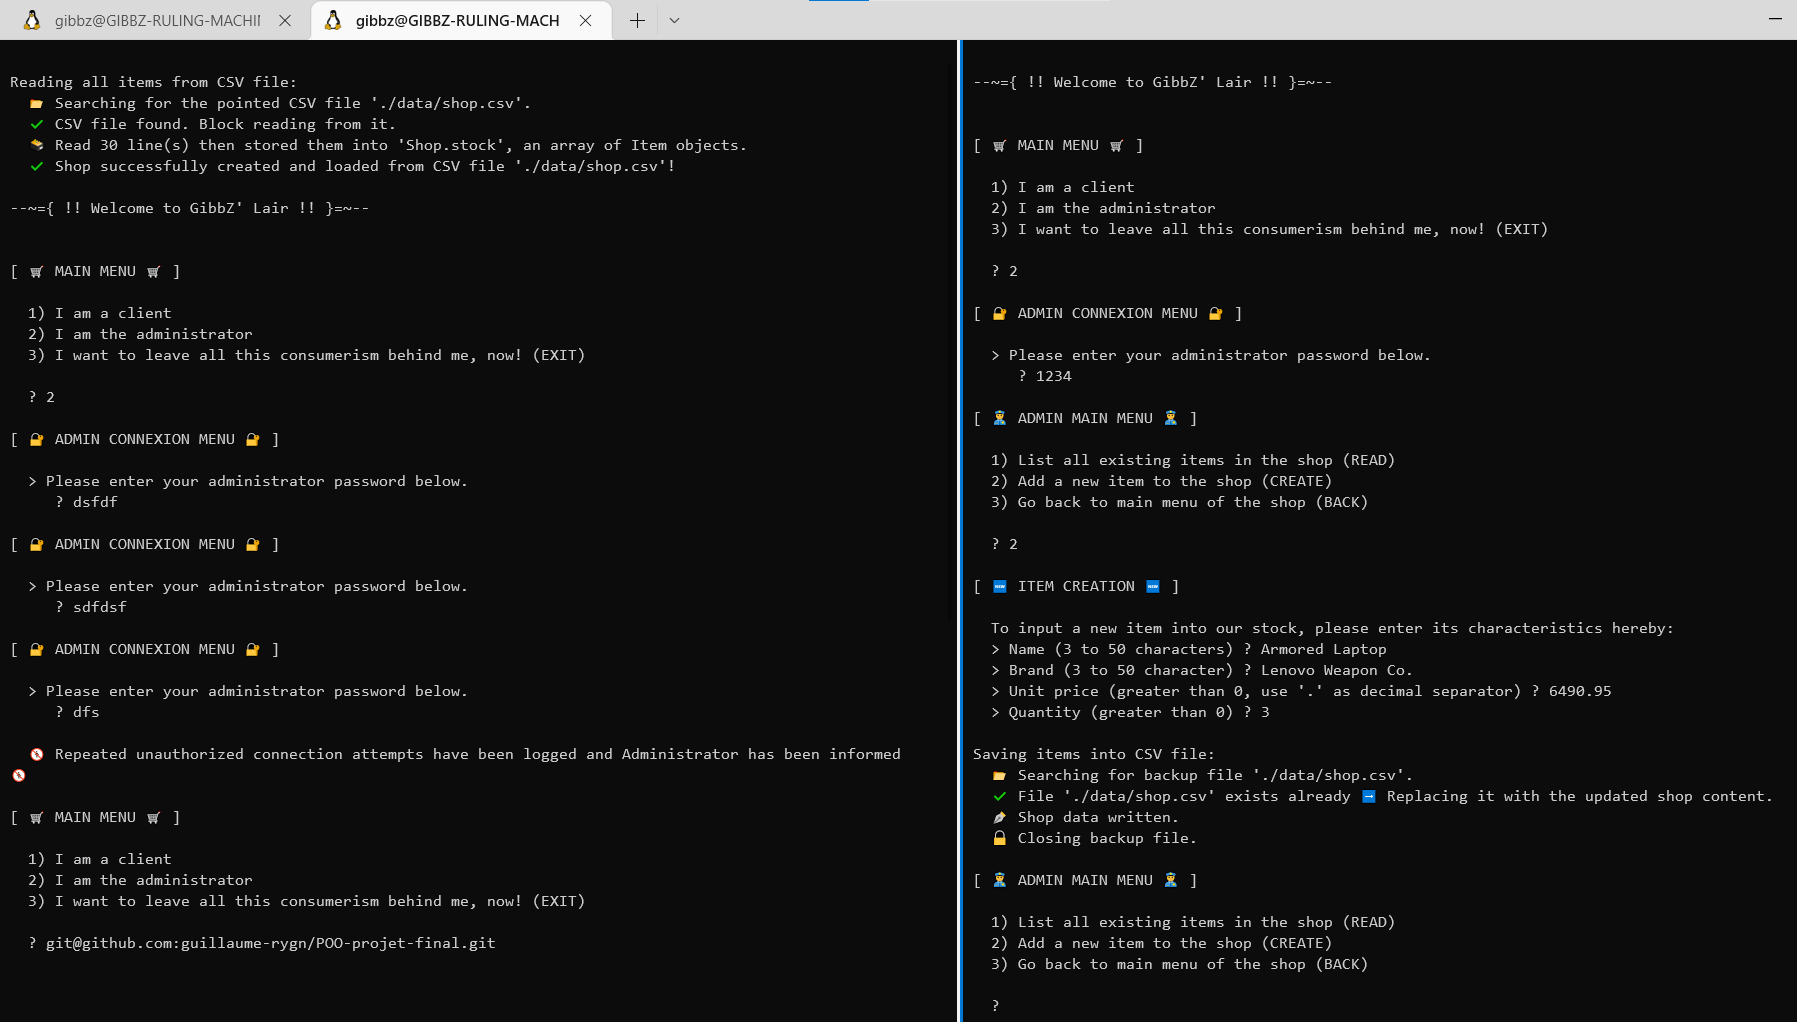 gibbz@GIBBZ-RULING-MACHI
gibbz@GIBBZ-RULING-MACH
Reading all items from CSV file:
Searching for the pointed CSV file './data/shop.csv'.
CSV file found. Block reading from it.
Read 30 line(s) then stored them into 'Shop.stock', an array of Item objects.
Shop successfully created and loaded from CSV file './data/shop.csv'!
--~={ !! Welcome to GibbZ' Lair !! }=~--
[ MAIN MENU ]
1) I am a client
2) I am the administrator
3) I want to leave all this consumerism behind me, now! (EXIT)
? 2
[ ADMIN CONNEXION MENU ]
> Please enter your administrator password below.
? dsfdf
[ ADMIN CONNEXION MENU ]
> Please enter your administrator password below.
? sdfdsf
[ ADMIN CONNEXION MENU ]
> Please enter your administrator password below.
? dfs
Repeated unauthorized connection attempts have been logged and Administrator has been informed
[ MAIN MENU ]
1) I am a client
2) I am the administrator
3) I want to leave all this consumerism behind me, now! (EXIT)
? git@github.com:guillaume-rygn/POO-projet-final.git
--~={ !! Welcome to GibbZ' Lair !! }=~--
[ MAIN MENU ]
1) I am a client
2) I am the administrator
3) I want to leave all this consumerism behind me, now! (EXIT)
? 2
[ ADMIN CONNEXION MENU ]
> Please enter your administrator password below.
? 1234
[ ADMIN MAIN MENU ]
1) List all existing items in the shop (READ)
2) Add a new item to the shop (CREATE)
3) Go back to main menu of the shop (BACK)
? 2
[ ITEM CREATION ]
To input a new item into our stock, please enter its characteristics hereby:
> Name (3 to 50 characters) ? Armored Laptop
> Brand (3 to 50 character) ? Lenovo Weapon Co.
> Unit price (greater than 0, use '.' as decimal separator) ? 6490.95
> Quantity (greater than 0) ? 3
Saving items into CSV file:
Searching for backup file './data/shop.csv'.
File './data/shop.csv' exists already ➡ Replacing it with the updated shop content.
Shop data written.
Closing backup file.
[ ADMIN MAIN MENU ]
1) List all existing items in the shop (READ)
2) Add a new item to the shop (CREATE)
3) Go back to main menu of the shop (BACK)
?